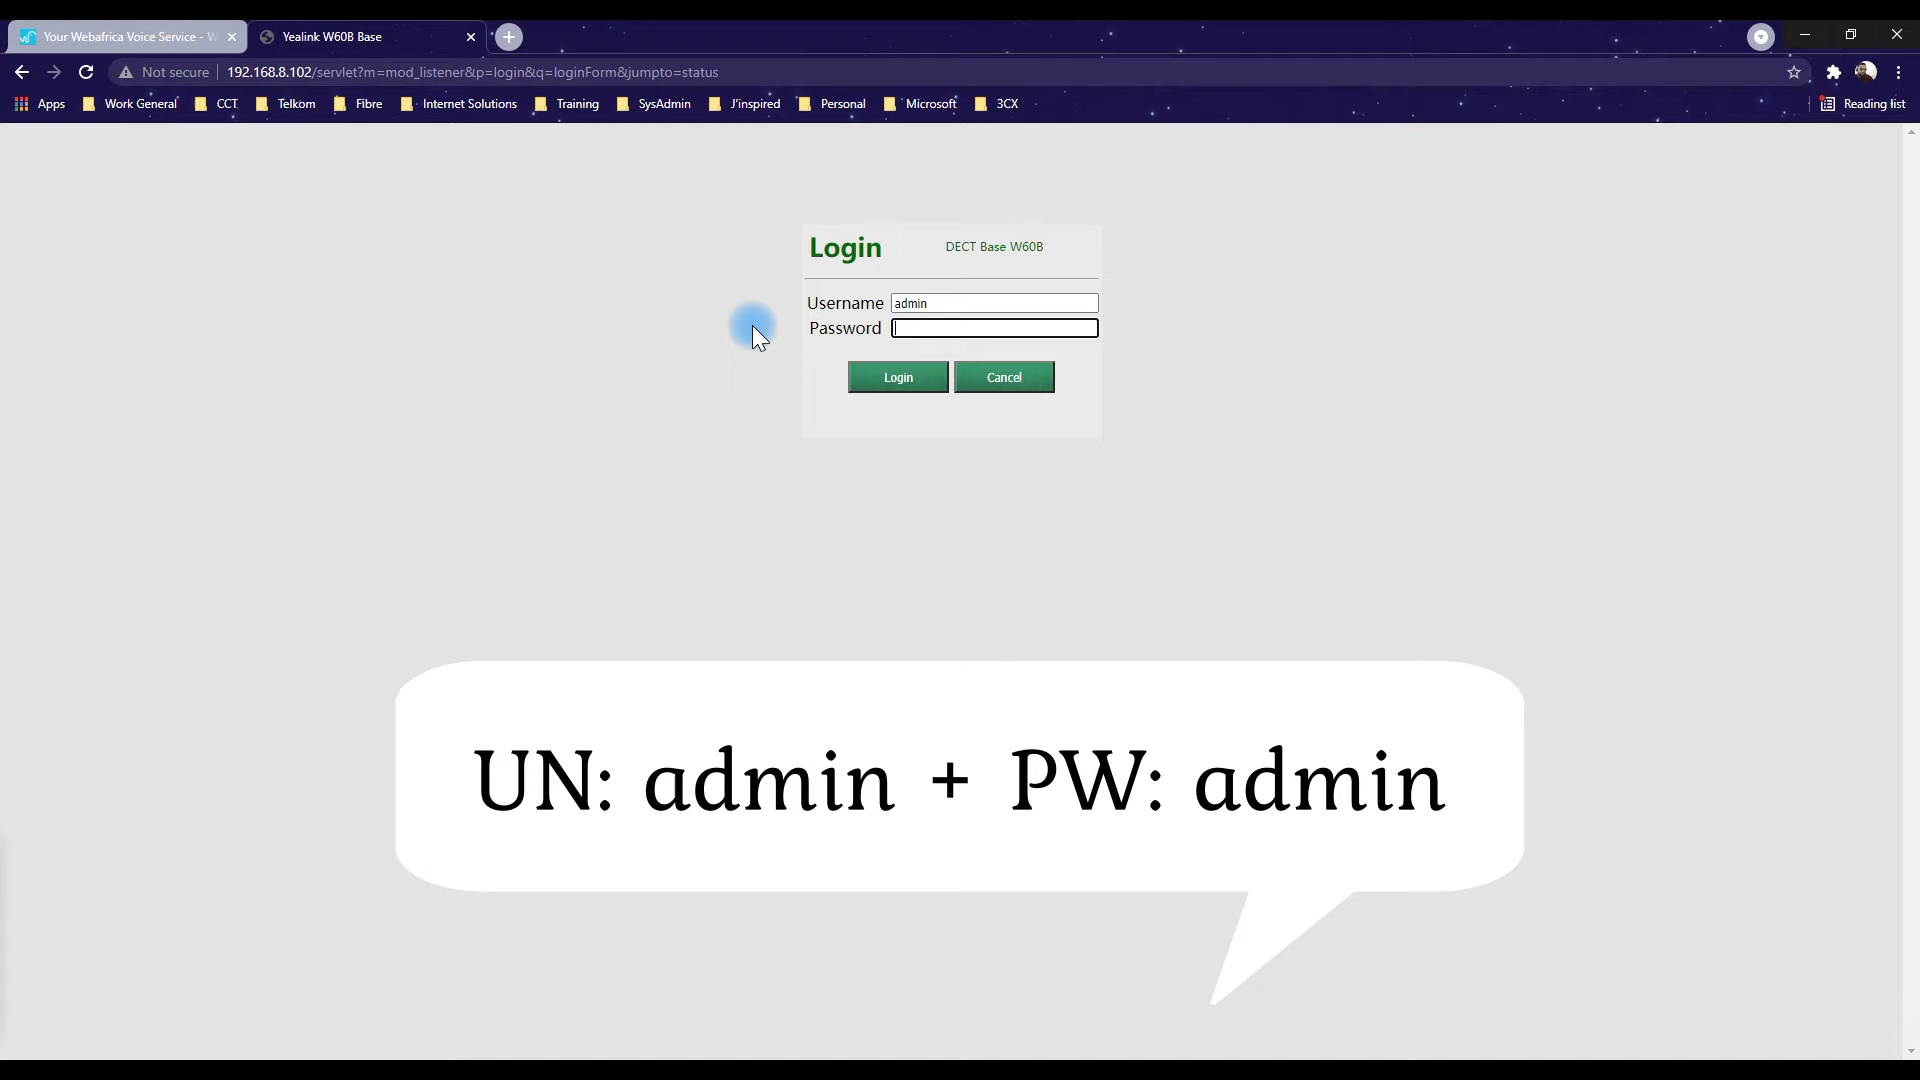 Your Webafrica Voice Service - W
Yealink W60B Base
Not secure
192.168.8.102/servlet?m=mod_listener&p=login&q=loginForm&jumpto=status
Apps Work General CCT Telkom Fibre Internet Solutions Training SysAdmin J'inspired Personal Microsoft 3CX Reading list
Login DECT Base W60B
Username admin
Password
Login Cancel
UN: admin + PW: admin